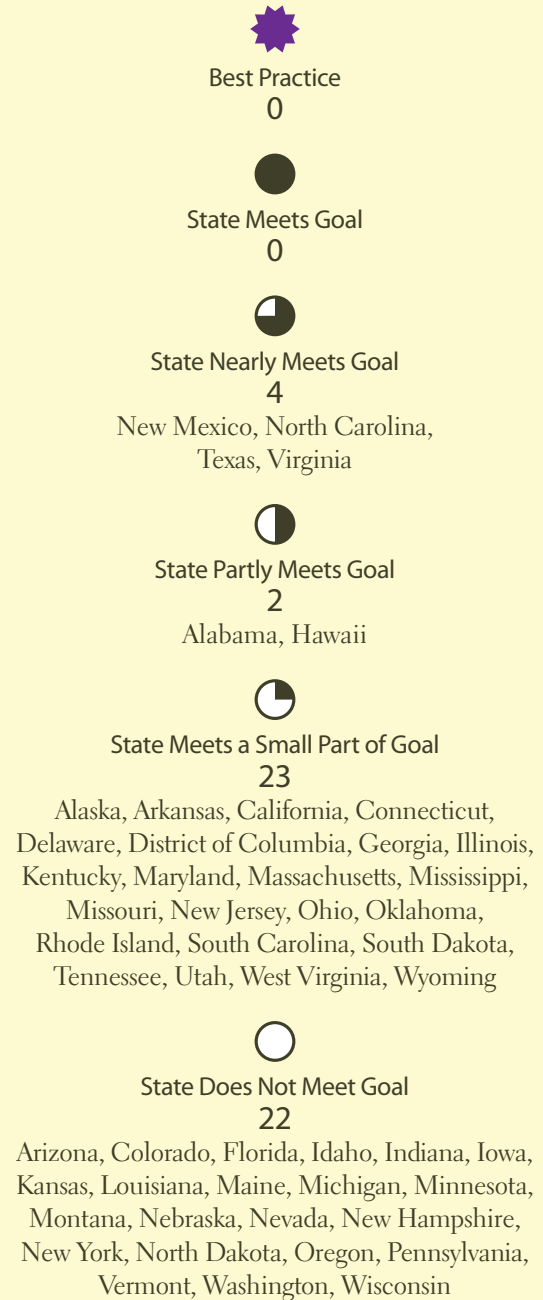 Best Practice
0
State Meets Goal
0
State Nearly Meets Goal
4
New Mexico, North Carolina,
Texas, Virginia
State Partly Meets Goal
2
Alabama, Hawaii
State Meets a Small Part of Goal
23
Alaska, Arkansas, California, Connecticut,
Delaware, District of Columbia, Georgia, Illinois,
Kentucky, Maryland, Massachusetts, Mississippi,
Missouri, New Jersey, Ohio, Oklahoma,
Rhode Island, South Carolina, South Dakota,
Tennessee, Utah, West Virginia, Wyoming
State Does Not Meet Goal
22
Arizona, Colorado, Florida, Idaho, Indiana, Iowa,
Kansas, Louisiana, Maine, Michigan, Minnesota,
Montana, Nebraska, Nevada, New Hampshire,
New York, North Dakota, Oregon, Pennsylvania,
Vermont, Washington, Wisconsin